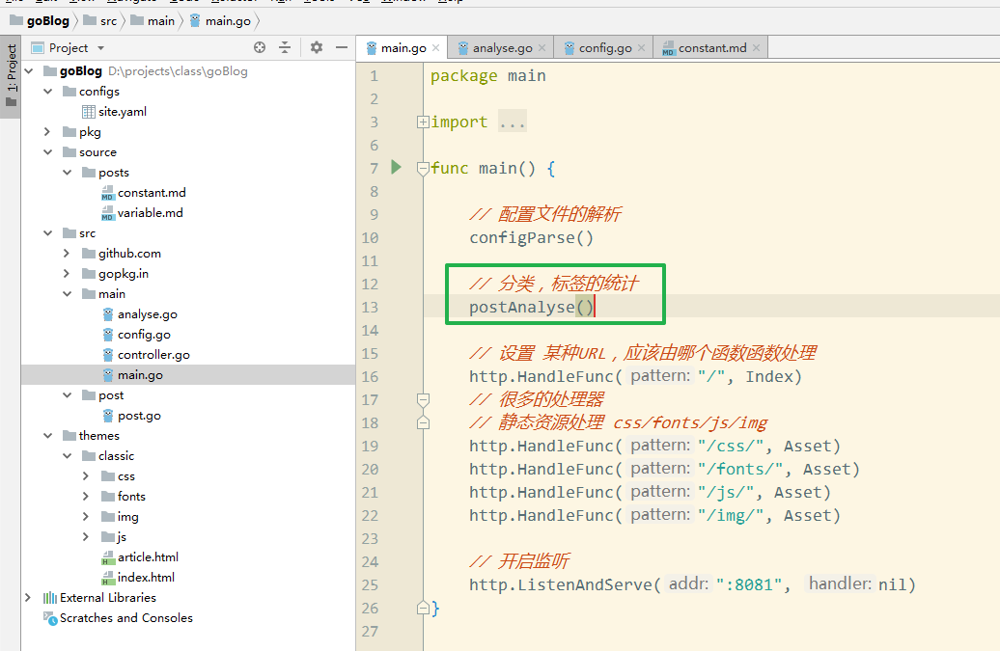 goBlog src main main.go
Project
1: Project
goBlog D:\projects\class\goBlog
configs
site.yaml
pkg
source
posts
constant.md
variable.md
src
github.com
gopkg.in
main
analyse.go
config.go
controller.go
main.go
post
post.go
themes
classic
css
fonts
img
js
article.html
index.html
External Libraries
Scratches and Consoles
main.go analyse.go config.go constant.md
1 package main
2
3 import ...
6
7 func main() {
8
9 // 配置文件的解析
10 configParse()
11
12 // 分类，标签的统计
13 postAnalyse()
14
15 // 设置 某种URL，应该由哪个函数函数处理
16 http.HandleFunc( pattern: "/", Index)
17 // 很多的处理器
18 // 静态资源处理 css/fonts/js/img
19 http.HandleFunc( pattern: "/css/", Asset)
20 http.HandleFunc( pattern: "/fonts/", Asset)
21 http.HandleFunc( pattern: "/js/", Asset)
22 http.HandleFunc( pattern: "/img/", Asset)
23
24 // 开启监听
25 http.ListenAndServe( addr: ":8081", handler: nil)
26 }
27